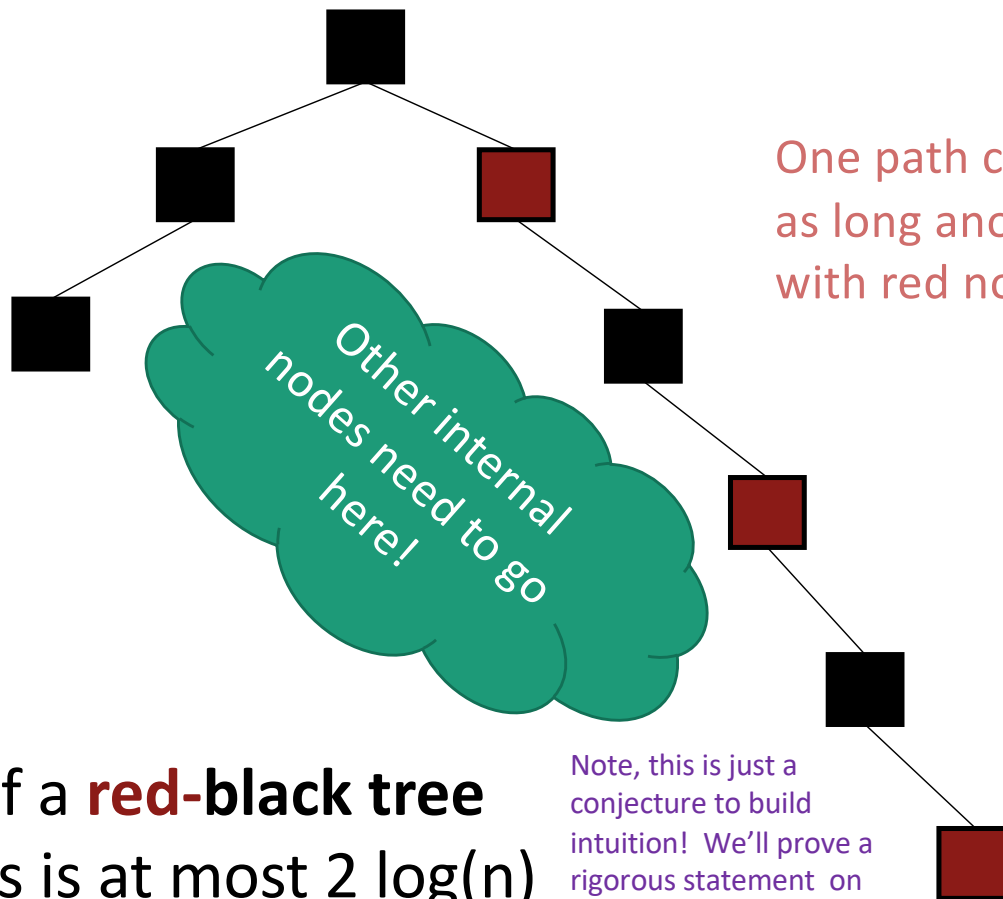 One path c
as long ano
with red no
Other internal
nodes need to go
here!
f a red-black tree
s is at most 2 log(n)
Note, this is just a
conjecture to build
intuition! We'll prove a
rigorous statement on